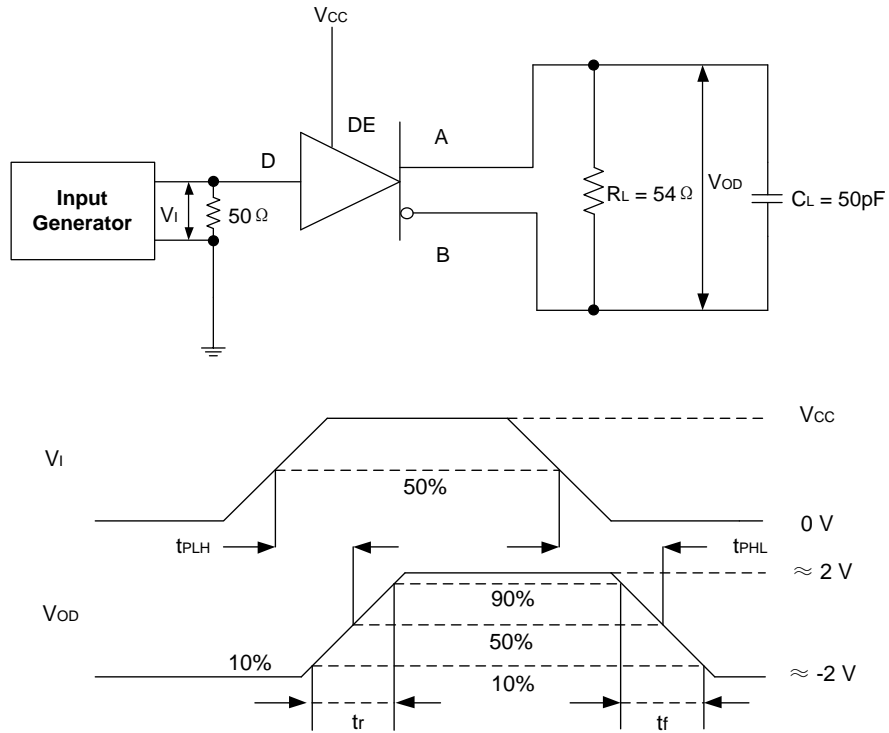 VCC
DE
D
A
B
Input
Generator
VI
50 Ω
RL = 54 Ω
VOD
CL = 50pF
VCC
VI
50%
0 V
tPLH
tPHL
≈ 2 V
90%
VOD
50%
10%
10%
≈ -2 V
tr
tf